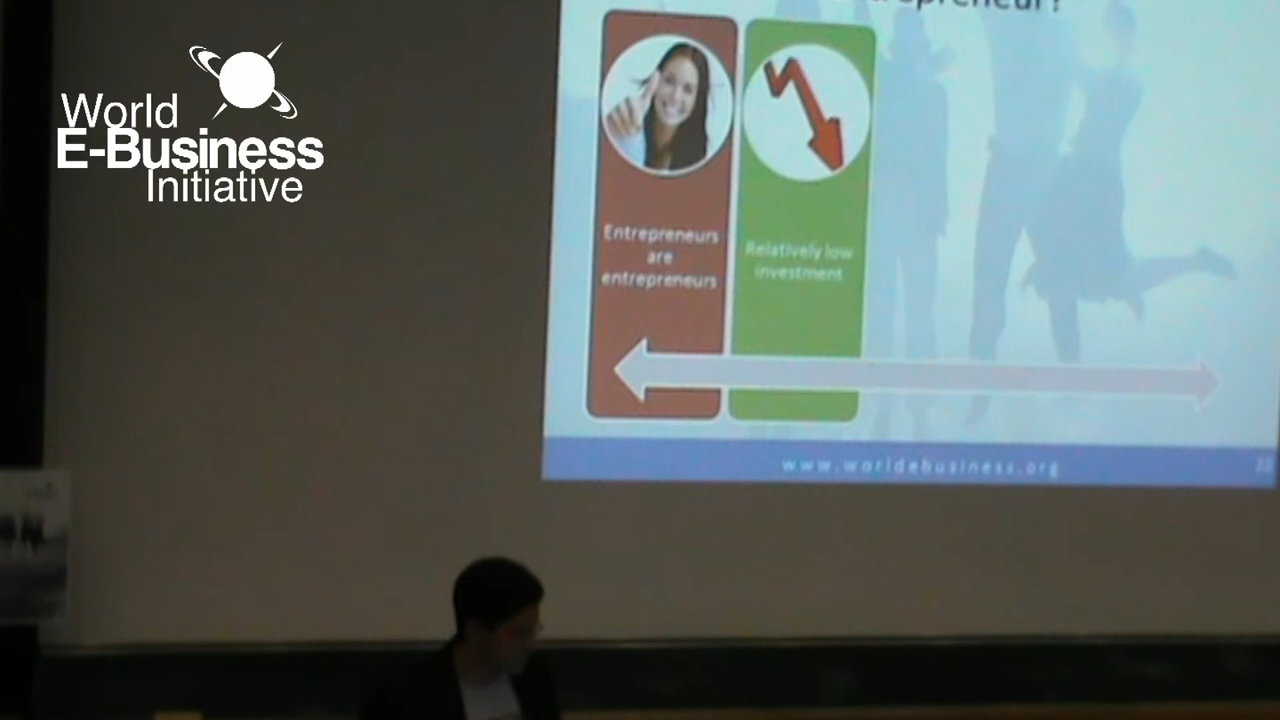 World
E-Business
Initiative
Entrepreneurs
are
entrepreneurs
Relatively low
investment
www.worldebusiness.org